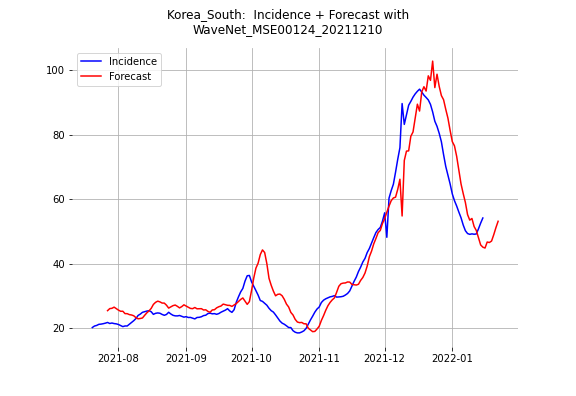 Korea_South:  Incidence + Forecast with
WaveNet_MSE00124_20211210
Incidence
Forecast
100
80
60
40
20
2021-08 2021-09 2021-10 2021-11 2021-12 2022-01